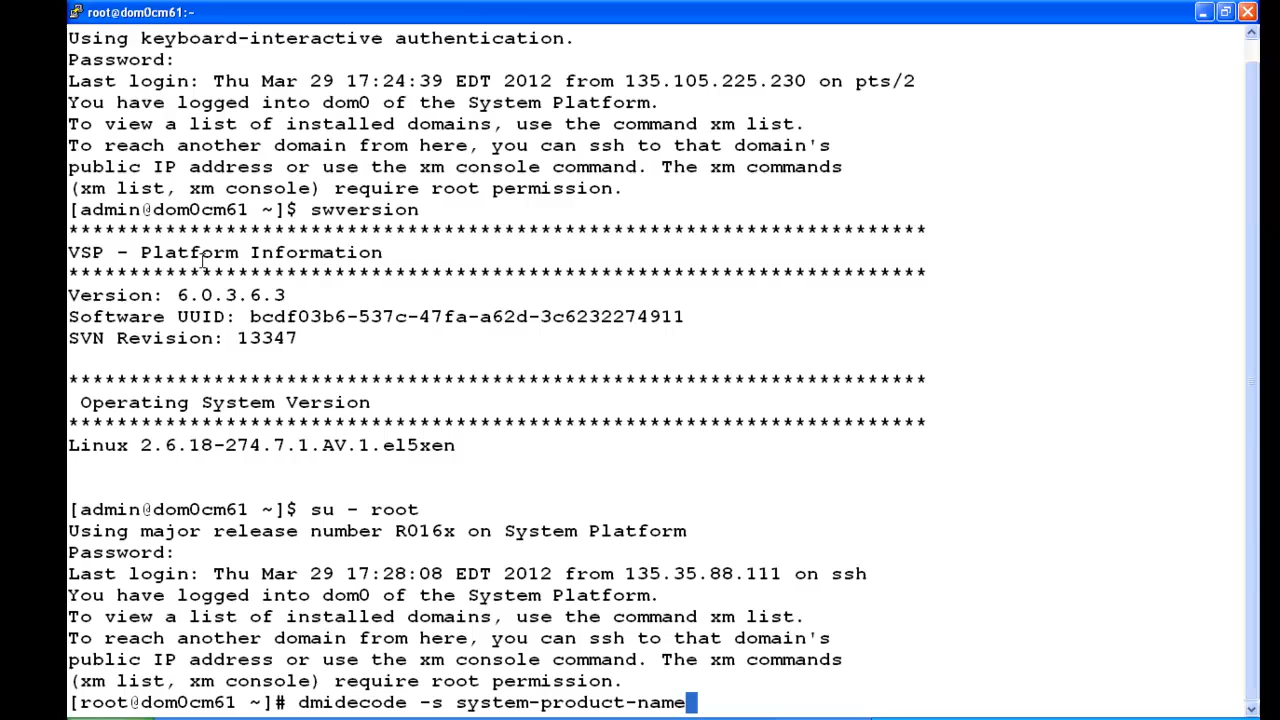 root@dom0cm61:~
Using keyboard-interactive authentication.
Password:
Last login: Thu Mar 29 17:24:39 EDT 2012 from 135.105.225.230 on pts/2
You have logged into dom0 of the System Platform.
To view a list of installed domains, use the command xm list.
To reach another domain from here, you can ssh to that domain's
public IP address or use the xm console command. The xm commands
(xm list, xm console) require root permission.
[admin@dom0cm61 ~]$ swversion
***********************************************************************
VSP - Platform Information
***********************************************************************
Version: 6.0.3.6.3
Software UUID: bcdf03b6-537c-47fa-a62d-3c6232274911
SVN Revision: 13347
***********************************************************************
 Operating System Version
***********************************************************************
Linux 2.6.18-274.7.1.AV.1.el5xen
[admin@dom0cm61 ~]$ su - root
Using major release number R016x on System Platform
Password:
Last login: Thu Mar 29 17:28:08 EDT 2012 from 135.35.88.111 on ssh
You have logged into dom0 of the System Platform.
To view a list of installed domains, use the command xm list.
To reach another domain from here, you can ssh to that domain's
public IP address or use the xm console command. The xm commands
(xm list, xm console) require root permission.
[root@dom0cm61 ~]# dmidecode -s system-product-name